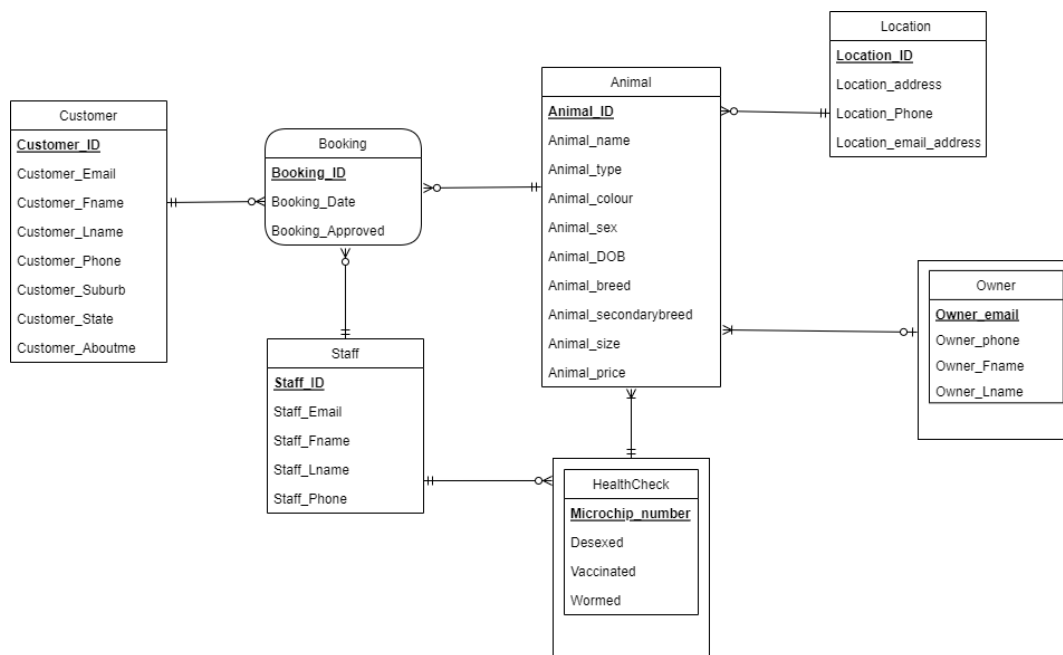 Customer
Customer_ID
Customer_Email
Customer_Fname
Customer_Lname
Customer_Phone
Customer_Suburb
Customer_State
Customer_Aboutme
Booking
Booking_ID
Booking_Date
Booking_Approved
Staff
Staff_ID
Staff_Email
Staff_Fname
Staff_Lname
Staff_Phone
Animal
Animal_ID
Animal_name
Animal_type
Animal_colour
Animal_sex
Animal_DOB
Animal_breed
Animal_secondarybreed
Animal_size
Animal_price
HealthCheck
Microchip_number
Desexed
Vaccinated
Wormed
Location
Location_ID
Location_address
Location_Phone
Location_email_address
Owner
Owner_email
Owner_phone
Owner_Fname
Owner_Lname